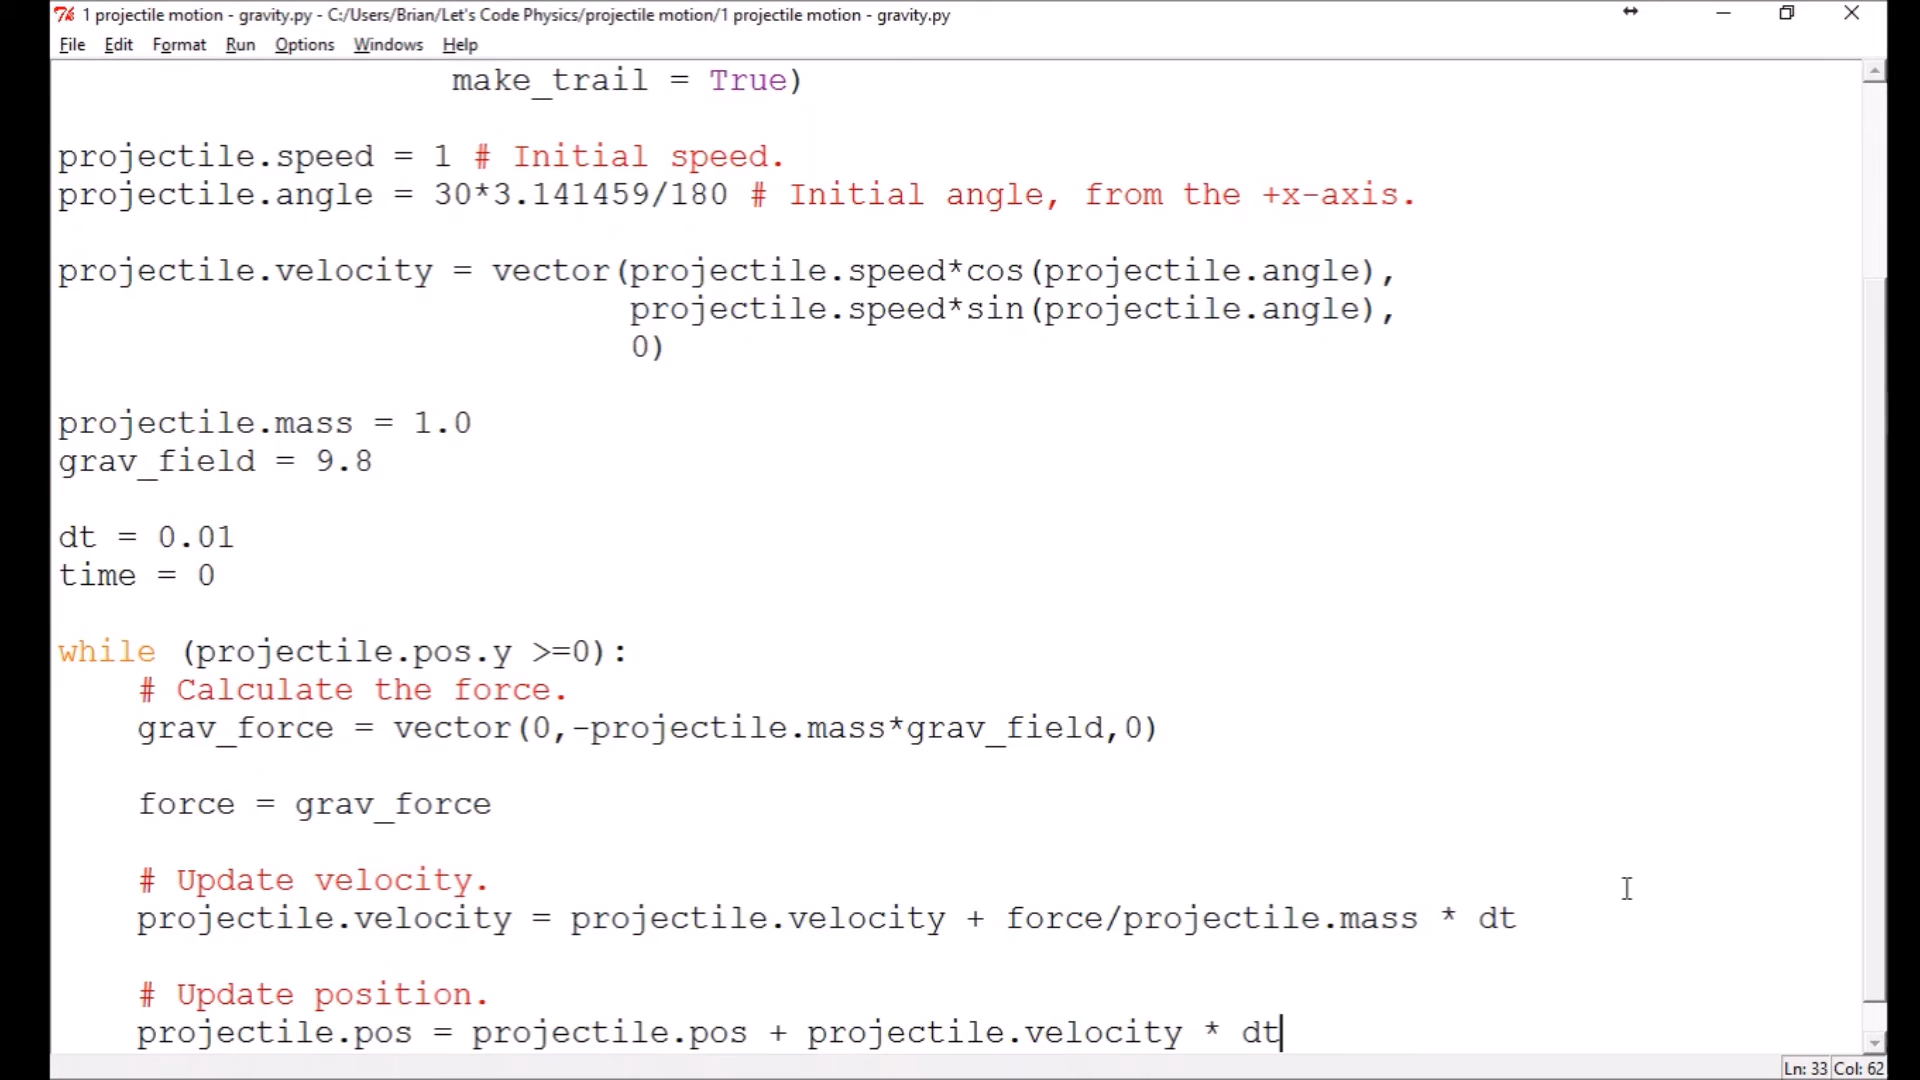 1 projectile motion - gravity.py - C:/Users/Brian/Let's Code Physics/projectile motion/1 projectile motion - gravity.py
File Edit Format Run Options Windows Help
make_trail = True)
projectile.speed = 1 # Initial speed.
projectile.angle = 30*3.141459/180 # Initial angle, from the +x-axis.
projectile.velocity = vector(projectile.speed*cos(projectile.angle),
projectile.speed*sin(projectile.angle),
0)
projectile.mass = 1.0
grav_field = 9.8
dt = 0.01
time = 0
while (projectile.pos.y >=0):
# Calculate the force.
grav_force = vector(0,-projectile.mass*grav_field,0)
force = grav_force
# Update velocity.
projectile.velocity = projectile.velocity + force/projectile.mass * dt
# Update position.
projectile.pos = projectile.pos + projectile.velocity * dt
Ln: 33 Col: 62